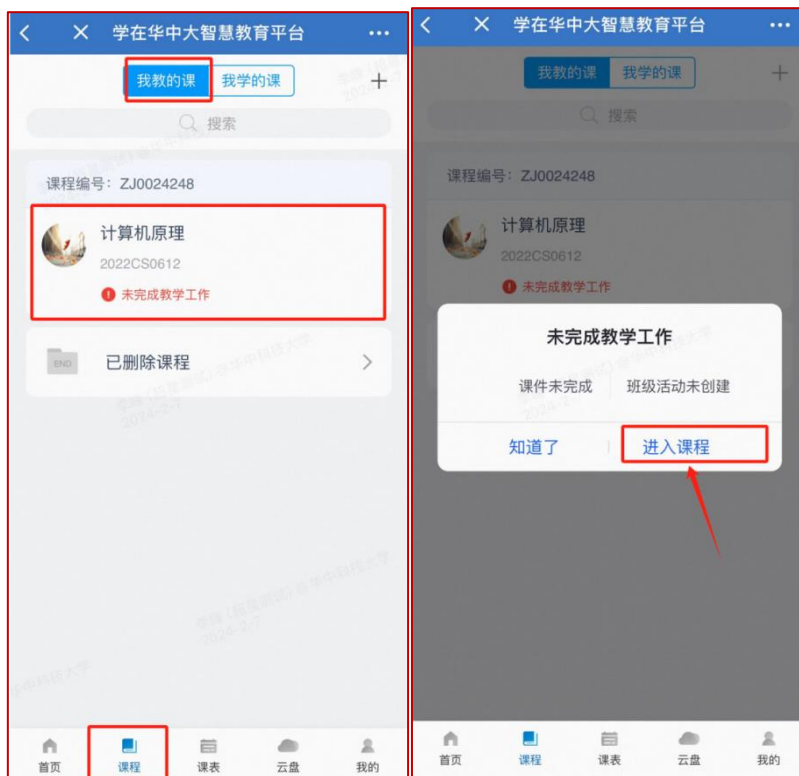 学在华中大智慧教育平台
我教的课 我学的课
搜索
课程编号：ZJ0024248
计算机原理
2022CS0612
未完成教学工作
END 已删除课程
首页 课程 课表 云盘 我的
学在华中大智慧教育平台
我教的课 我学的课
搜索
课程编号：ZJ0024248
计算机原理
2022CS0612
未完成教学工作
未完成教学工作
课件未完成 班级活动未创建
知道了 进入课程
首页 课程 课表 云盘 我的